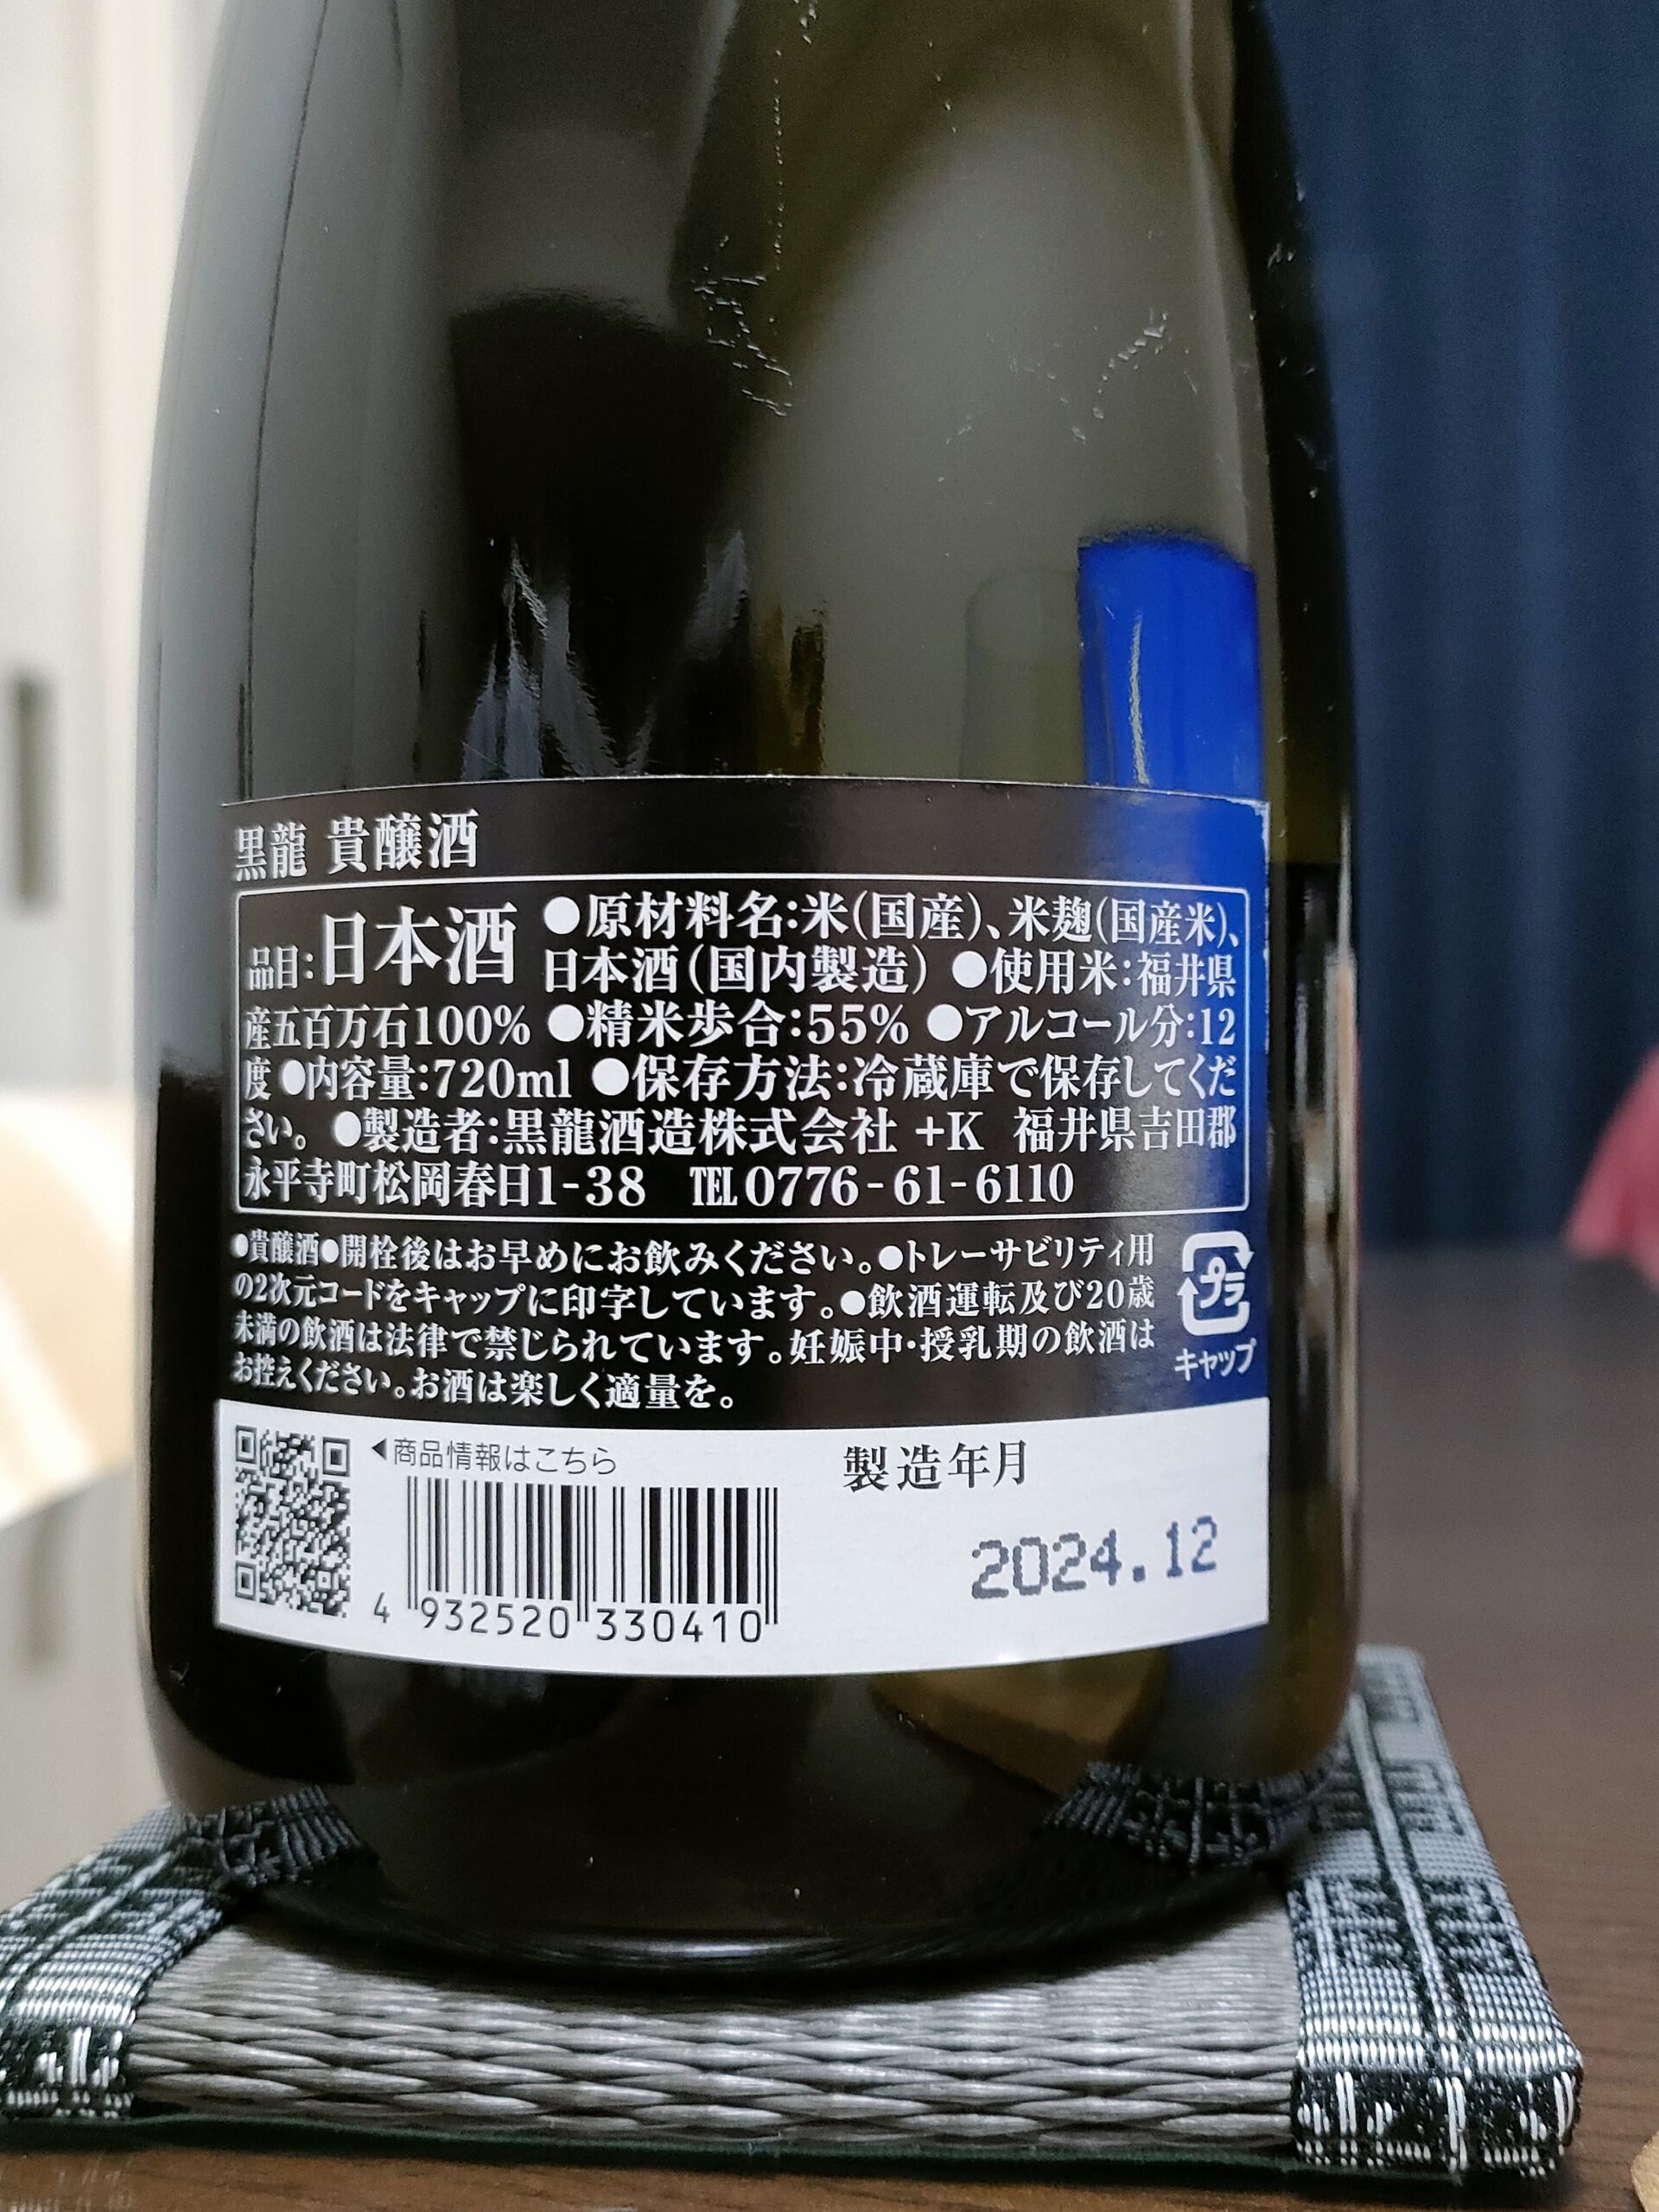 黒龍 貴醸酒
品目:日本酒 ●原材料名:米(国産)、米麹(国産米)、
日本酒(国内製造) ●使用米:福井県
産五百万石100% ●精米歩合:55% ●アルコール分:12
度 ●内容量:720ml ●保存方法:冷蔵庫で保存してくだ
さい。 ●製造者:黒龍酒造株式会社 +K 福井県吉田郡
永平寺町松岡春日1-38 TEL0776-61-6110
●貴醸酒●開栓後はお早めにお飲みください。●トレーサビリティ用
の2次元コードをキャップに印字しています。●飲酒運転及び20歳
未満の飲酒は法律で禁じられています。妊娠中・授乳期の飲酒は
お控えください。お酒は楽しく適量を。
プラ
キャップ
◀商品情報はこちら
製造年月
2024.12
4 932520 330410